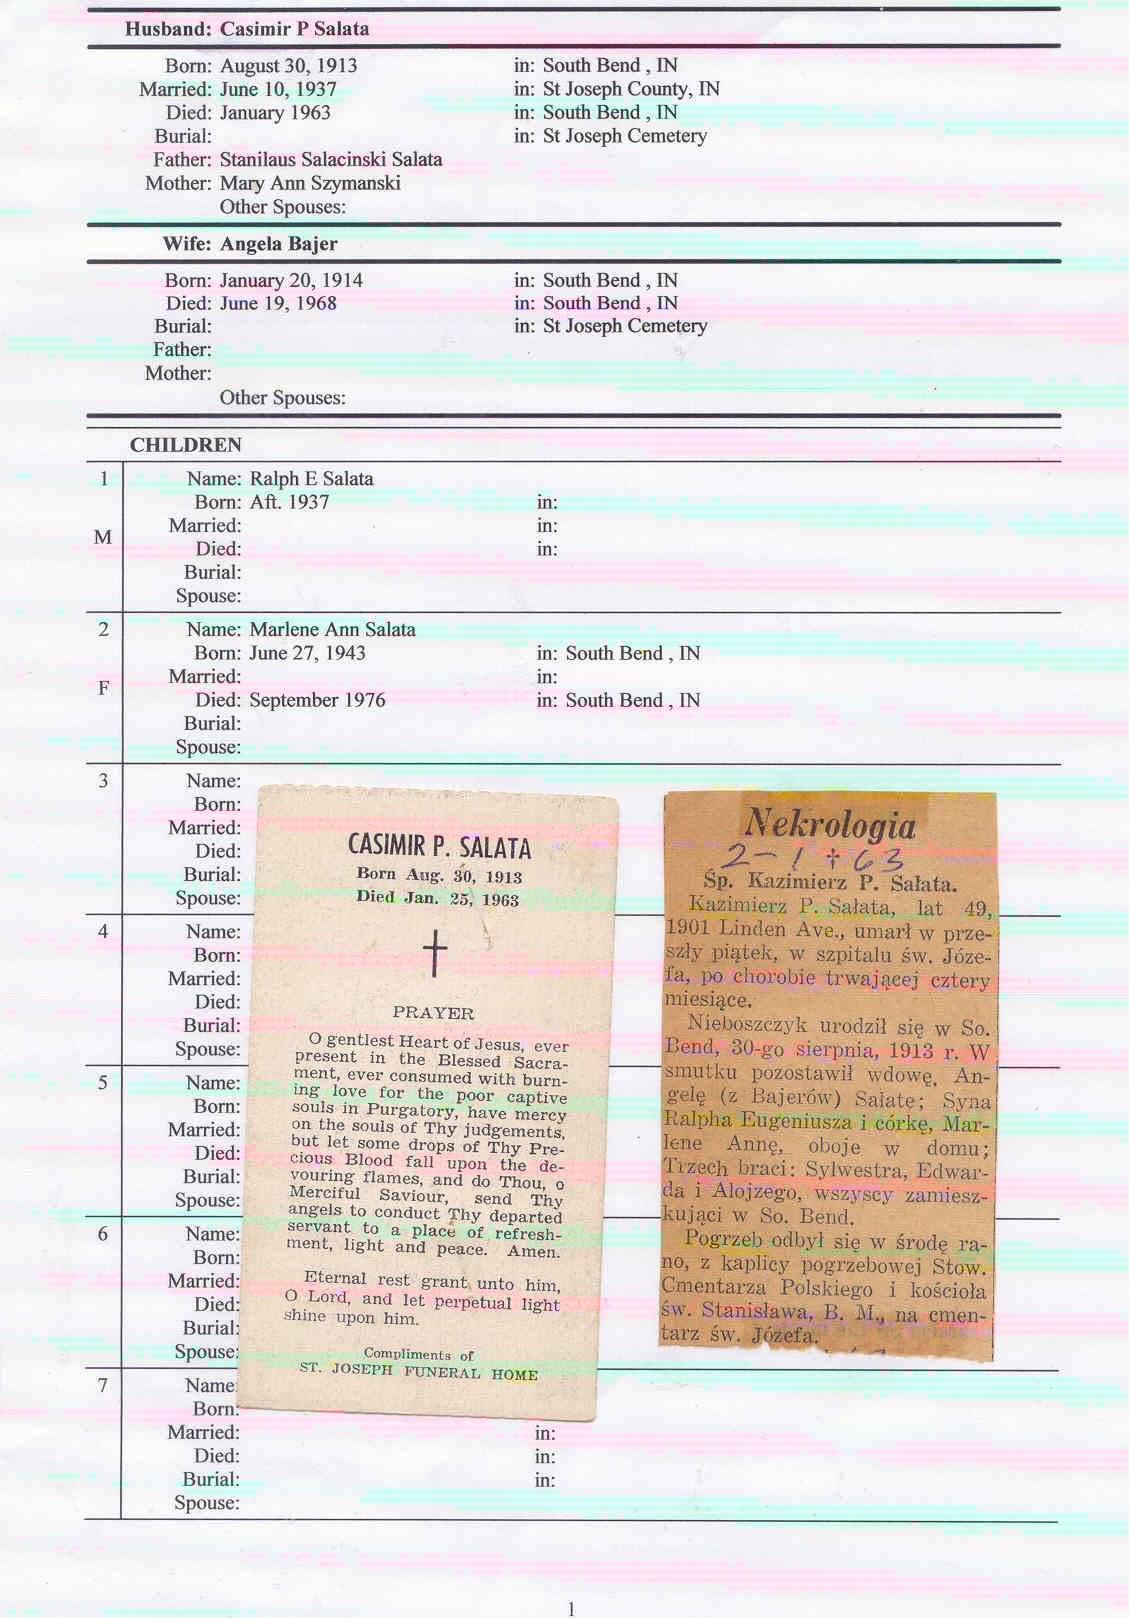 Husband: Casimir P Salata
Born: August 30, 1913 in: South Bend , IN
Married: June 10, 1937 in: St Joseph County, IN
Died: January 1963 in: South Bend , IN
Burial: in: St Joseph Cemetery
Father: Stanilaus Salacinski Salata
Mother: Mary Ann Szymanski
Other Spouses:
Wife: Angela Bajer
Born: January 20, 1914 in: South Bend , IN
Died: June 19, 1968 in: South Bend , IN
Burial: in: St Joseph Cemetery
Father:
Mother:
Other Spouses:
CHILDREN
1 Name: Ralph E Salata
Born: Aft. 1937 in:
Married: in:
M
Died: in:
Burial:
Spouse:
2 Name: Marlene Ann Salata
Born: June 27, 1943 in: South Bend , IN
Married: in:
F
Died: September 1976 in: South Bend , IN
Burial:
Spouse:
3 Name:
Born:
Married:
Died:
Burial:
Spouse:
4 Name:
Born:
Married:
Died:
Burial:
Spouse:
5 Name:
Born:
Married:
Died:
Burial:
Spouse:
6 Name:
Born:
Married:
Died:
Burial:
Spouse:
7 Name:
Born:
Married: in:
Died: in:
Burial: in:
Spouse:
CASIMIR P. SALATA
Born Aug. 30, 1913
Died Jan. 25, 1963
PRAYER
O gentlest Heart of Jesus, ever
present in the Blessed Sacra-
ment, ever consumed with burn-
ing love for the poor captive
souls in Purgatory, have mercy
on the souls of Thy judgements,
but let some drops of Thy Pre-
cious Blood fall upon the de-
vouring flames, and do Thou, o
Merciful Saviour, send Thy
angels to conduct Thy departed
servant to a place of refresh-
ment, light and peace. Amen.
Eternal rest grant unto him,
O Lord, and let perpetual light
shine upon him.
Compliments of
ST. JOSEPH FUNERAL HOME
Nekrologia
2-1 † 63
Śp. Kazimierz P. Sałata.
Kazimierz P. Sałata, lat 49,
1901 Linden Ave., umarł w prze-
szły piątek, w szpitalu św. Józe-
fa, po chorobie trwającej cztery
miesiące.
Nieboszczyk urodził się w So.
Bend, 30-go sierpnia, 1913 r. W
smutku pozostawił wdowę, An-
gelę (z Bajerów) Sałatę; Syna
Ralpha Eugeniusza i córkę, Mar-
lene Annę, oboje w domu;
Trzech braci: Sylwestra, Edwar-
da i Alojzego, wszyscy zamiesz-
kujący w So. Bend.
Pogrzeb odbył się w środę ra-
no, z kaplicy pogrzebowej Stow.
Cmentarza Polskiego i kościoła
św. Stanisława, B. M., na cmen-
tarz św. Józefa.
1